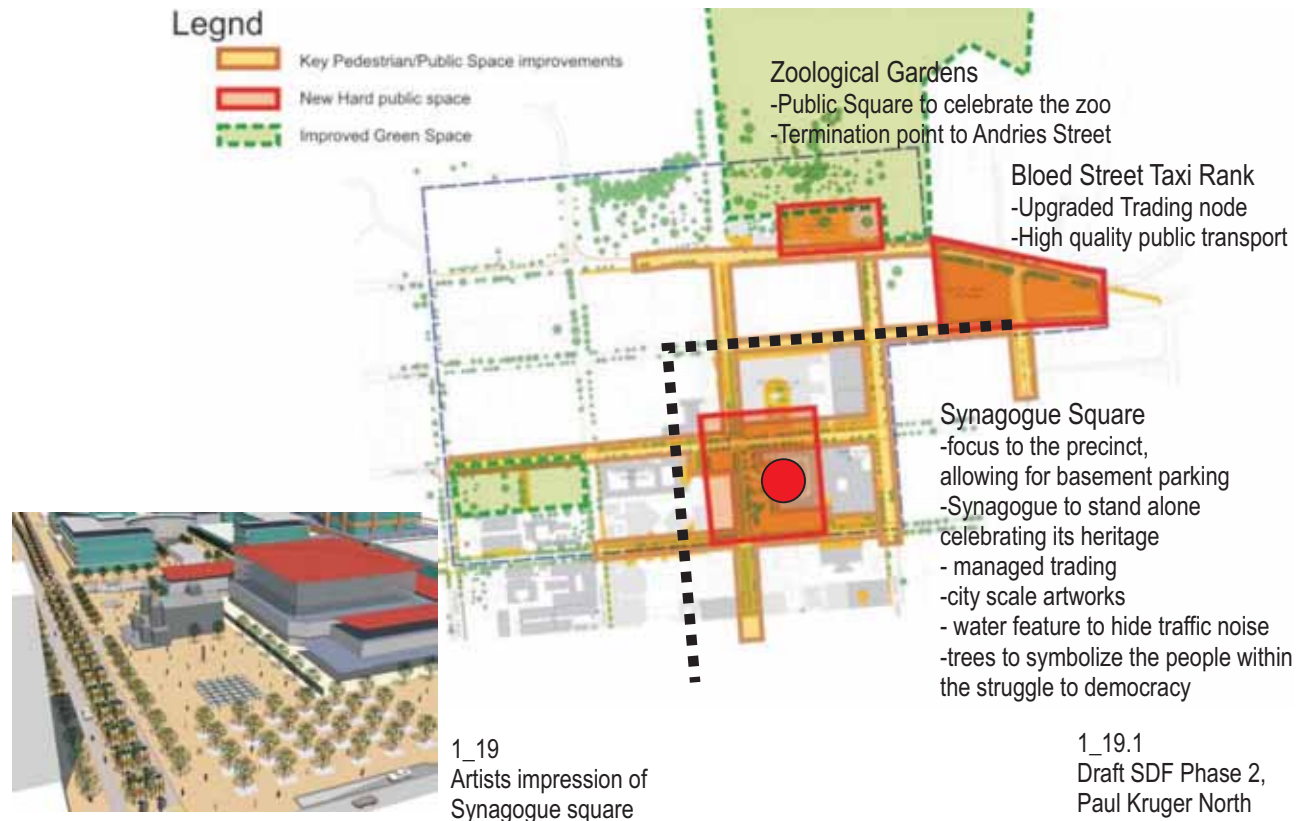 Legnd
Key Pedestrian/Public Space improvements
New Hard public space
Improved Green Space
Zoological Gardens
-Public Square to celebrate the zoo
-Termination point to Andries Street
Bloed Street Taxi Rank
-Upgraded Trading node
-High quality public transport
Synagogue Square
-focus to the precinct,
allowing for basement parking
-Synagogue to stand alone
celebrating its heritage
- managed trading
-city scale artworks
- water feature to hide traffic noise
-trees to symbolize the people within
the struggle to democracy
1_19
Artists impression of
Synagogue square
1_19.1
Draft SDF Phase 2,
Paul Kruger North